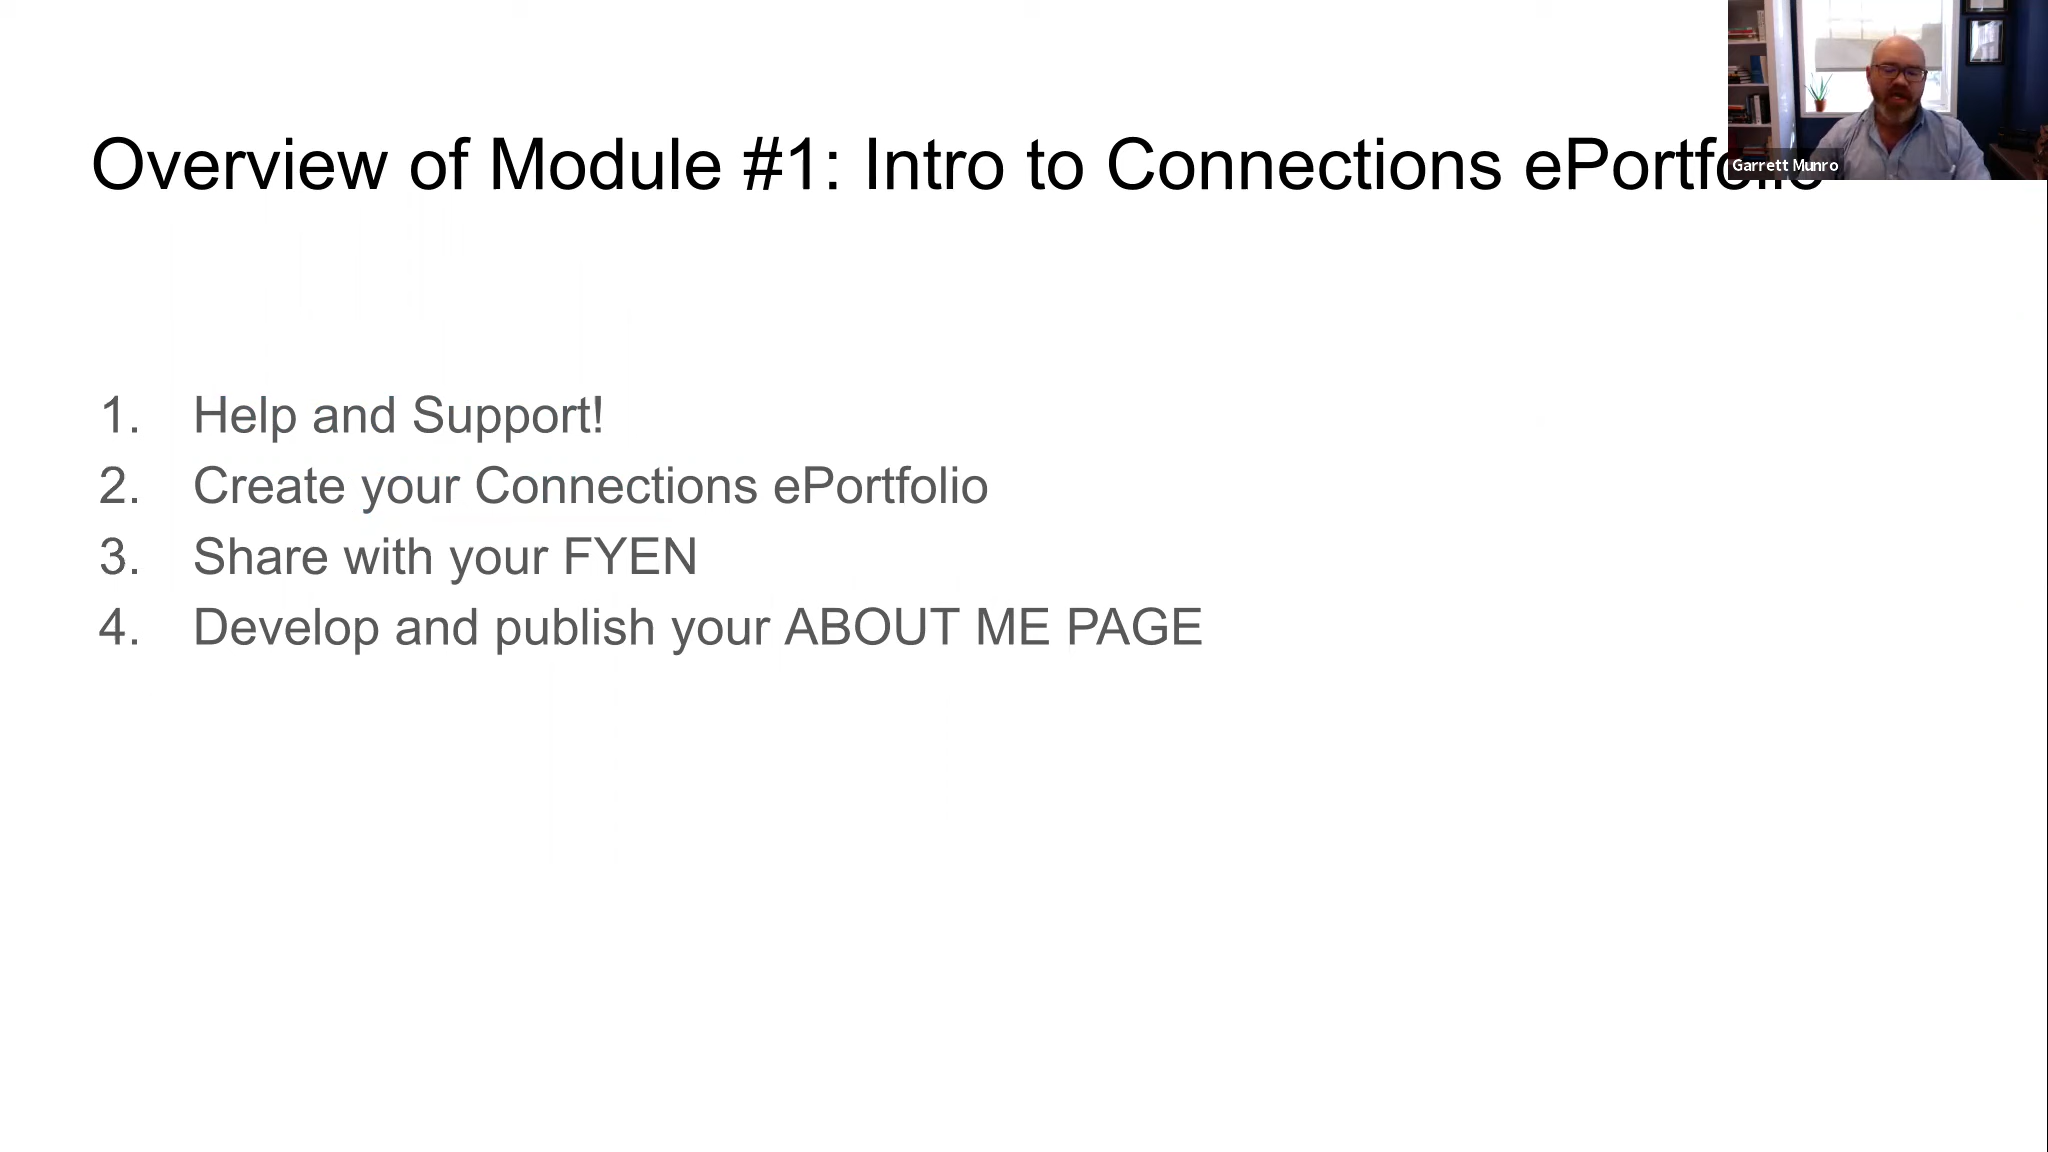 Overview of Module #1: Intro to Connections ePortfolio
Garrett Munro
1. Help and Support!
2. Create your Connections ePortfolio
3. Share with your FYEN
4. Develop and publish your ABOUT ME PAGE